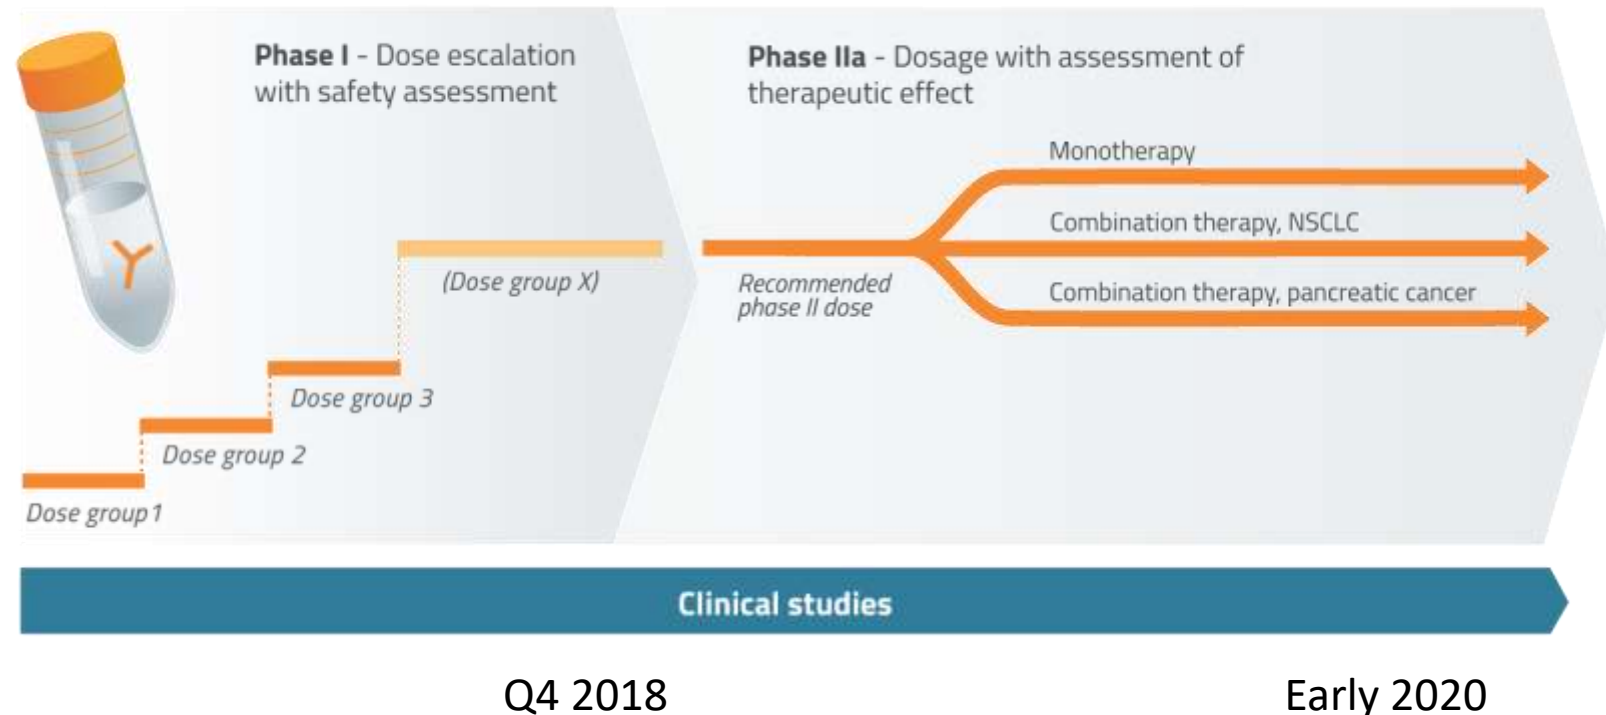 Phase I - Dose escalation
with safety assessment
Phase IIa - Dosage with assessment of
therapeutic effect
Monotherapy
Combination therapy, NSCLC
(Dose group X)
Recommended
phase II dose
Combination therapy, pancreatic cancer
Dose group 3
Dose group 2
Dose group 1
Clinical studies
Q4 2018
Early 2020